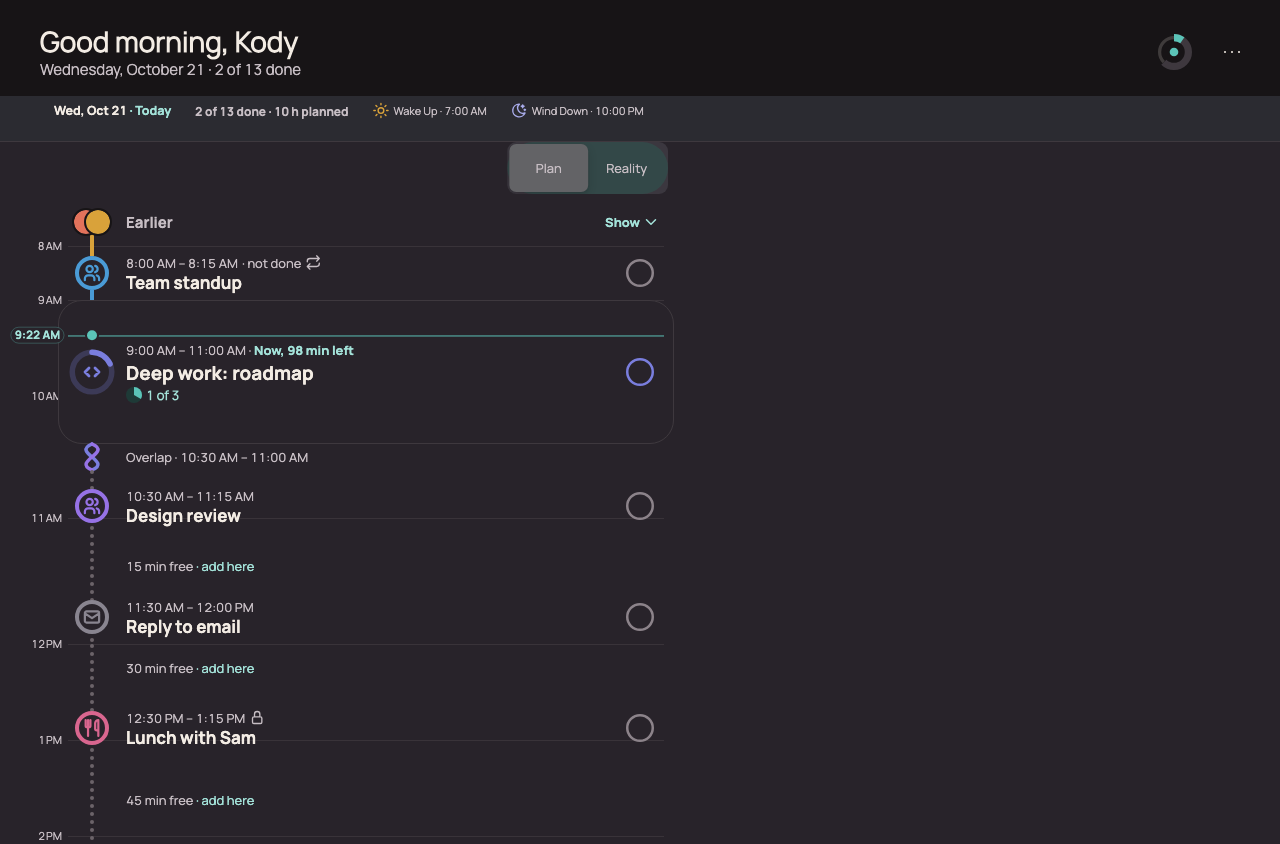 Good morning, Kody
Wednesday, October 21 · 2 of 13 done
Wed, Oct 21 · Today
2 of 13 done · 10 h planned
Wake Up · 7:00 AM
Wind Down · 10:00 PM
Plan
Reality
Earlier
Show
8 AM
8:00 AM – 8:15 AM · not done
Team standup
9 AM
9:22 AM
9:00 AM – 11:00 AM · Now, 98 min left
Deep work: roadmap
1 of 3
10 AM
Overlap · 10:30 AM – 11:00 AM
10:30 AM – 11:15 AM
Design review
11 AM
15 min free · add here
11:30 AM – 12:00 PM
Reply to email
12 PM
30 min free · add here
12:30 PM – 1:15 PM
Lunch with Sam
1 PM
45 min free · add here
2 PM